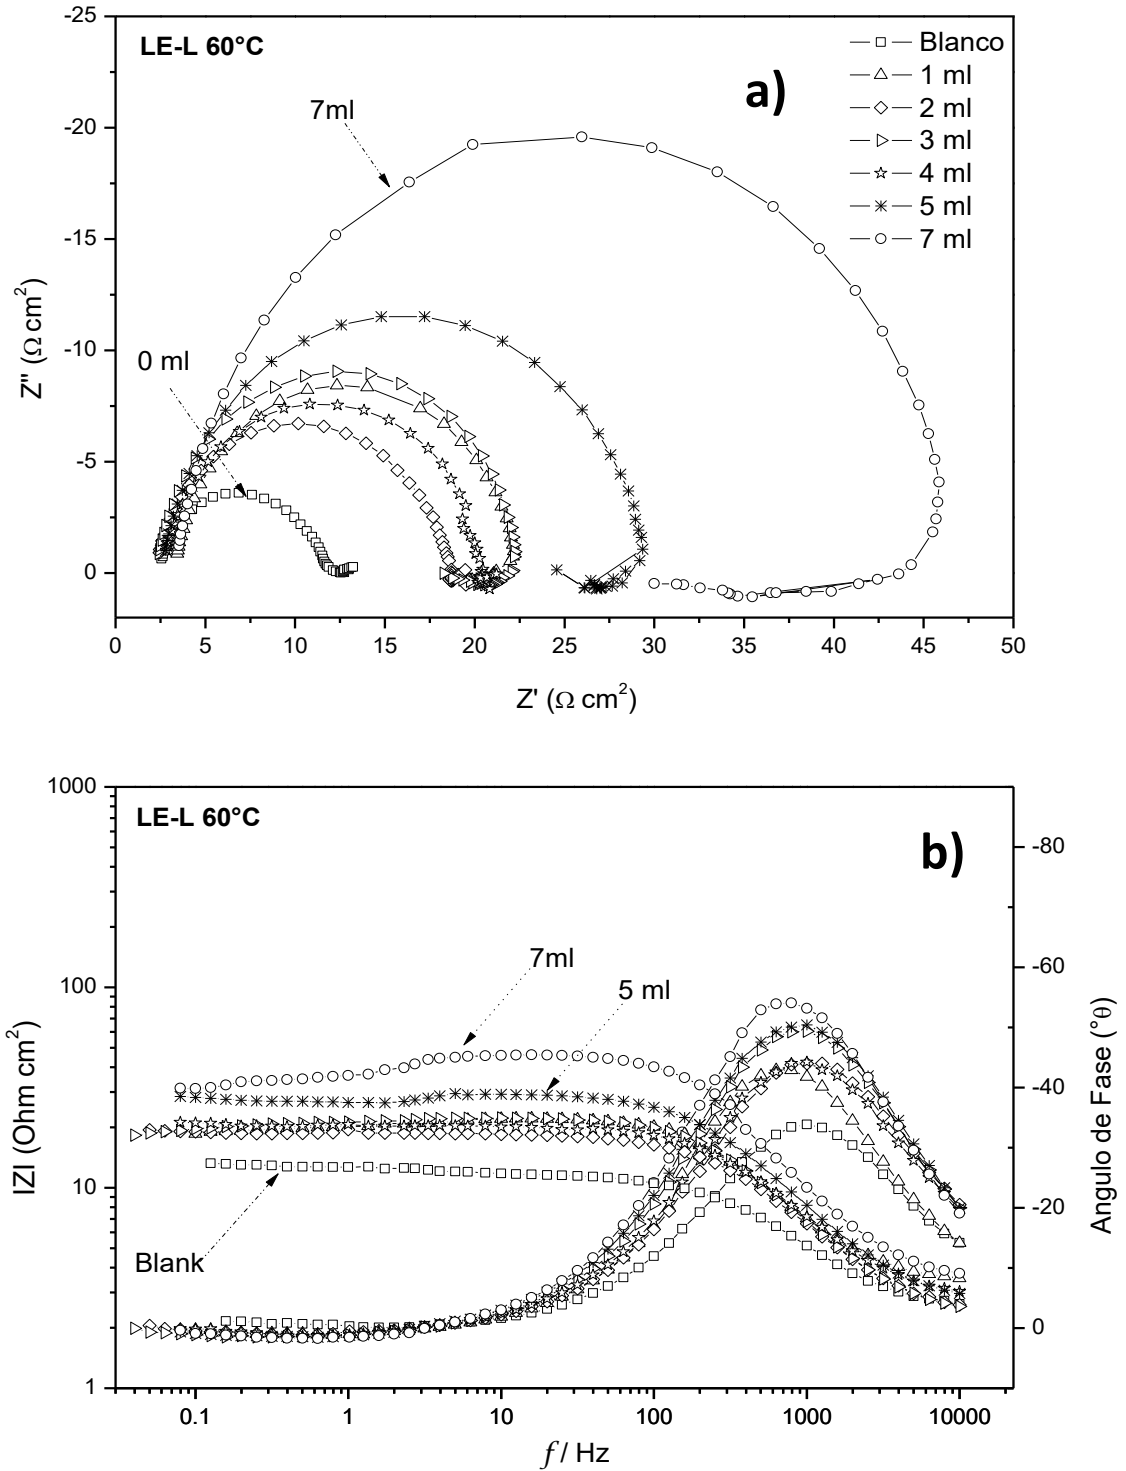 LE-L 60°C
a)
7ml
0 ml
Blanco
1 ml
2 ml
3 ml
4 ml
5 ml
7 ml
-25
-20
-15
-10
-5
0
Z'' (Ω cm²)
0 5 10 15 20 25 30 35 40 45 50
Z' (Ω cm²)
LE-L 60°C
b)
7ml
5 ml
Blank
1000
100
10
1
IZI (Ohm cm²)
-80
-60
-40
-20
0
Angulo de Fase (°θ)
0.1 1 10 100 1000 10000
f / Hz